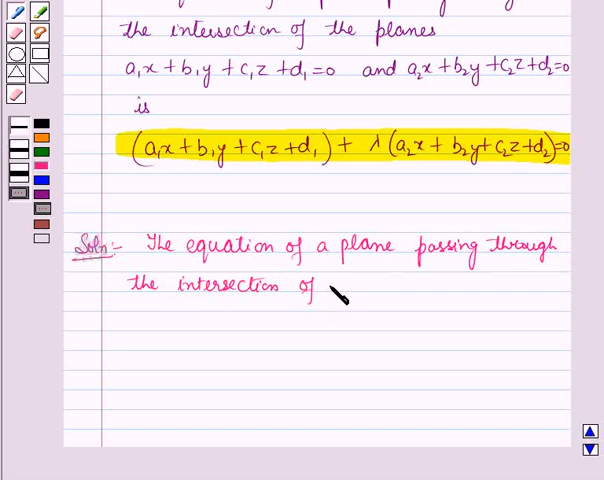 the intersection of the planes
a₁x + b₁y + c₁z + d₁=0 and a₂x + b₂y + c₂z + d₂=0
is
(a₁x + b₁y + c₁z + d₁) + λ (a₂x + b₂y + c₂z + d₂)=0
Soln:- The equation of a plane passing through
the intersection of